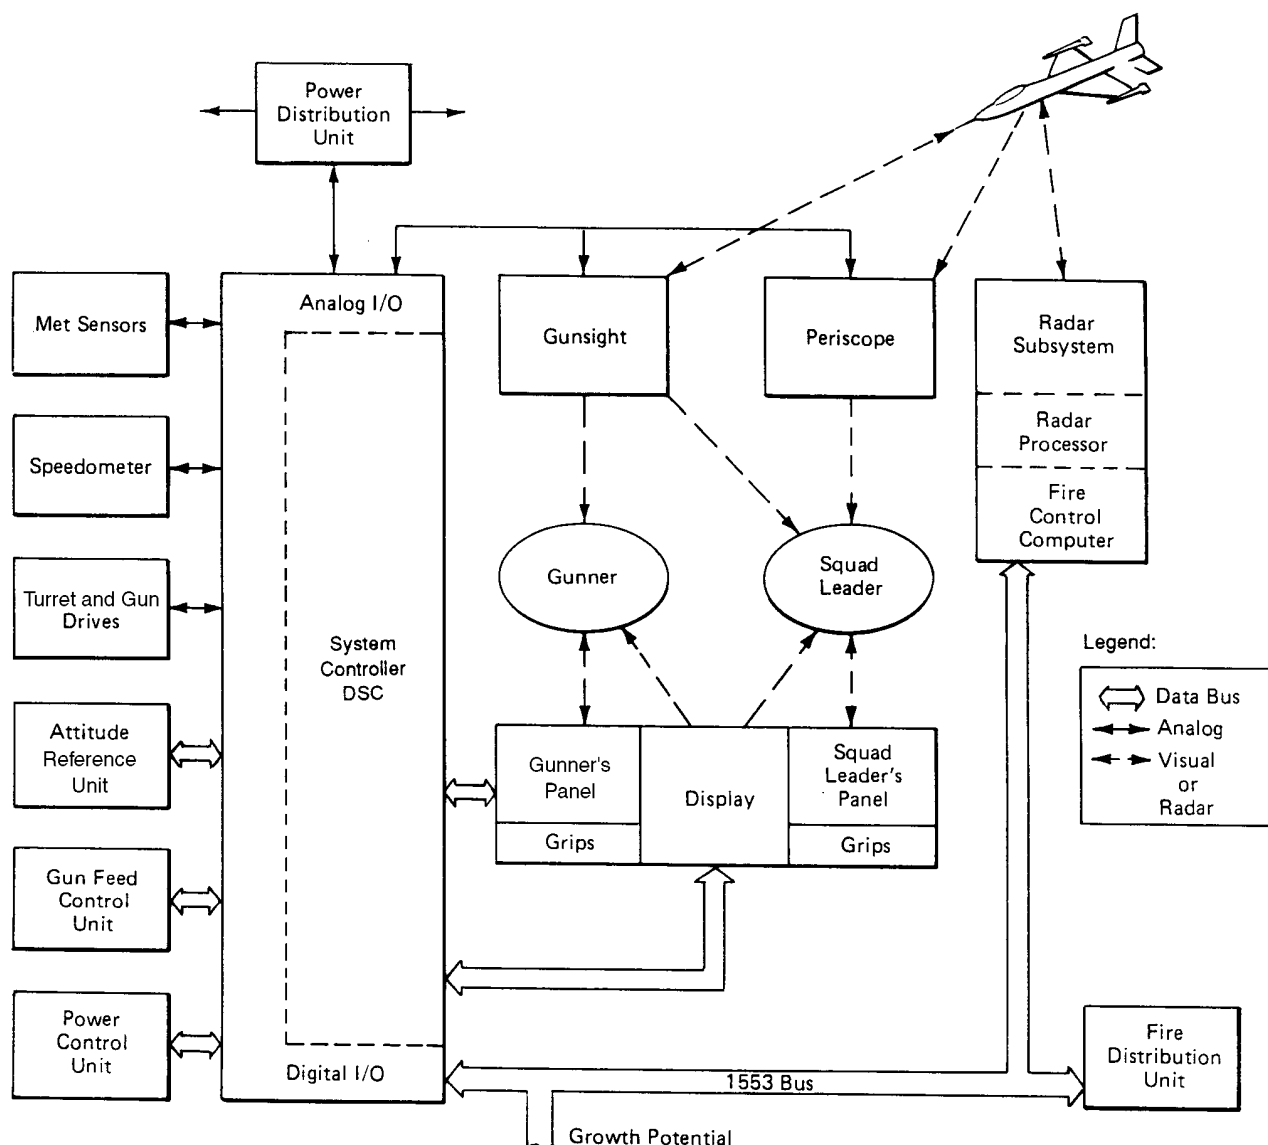 Power
Distribution
Unit
Analog I/O
Met Sensors
Gunsight
Periscope
Radar
Subsystem
Radar
Processor
Fire
Control
Computer
Speedometer
Gunner
Squad
Leader
Turret and Gun
Drives
System
Controller
DSC
Legend:
Data Bus
Analog
Visual
or
Radar
Attitude
Reference
Unit
Gunner's
Panel
Grips
Display
Squad
Leader's
Panel
Grips
Gun Feed
Control
Unit
Power
Control
Unit
Digital I/O
1553 Bus
Fire
Distribution
Unit
Growth Potential